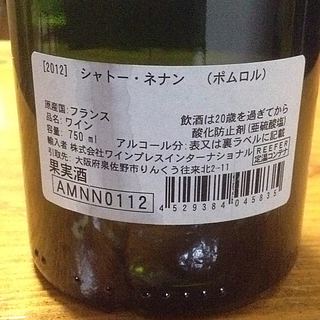 [2012] シャトー・ネナン （ポムロル）
原産国：フランス
品名：ワイン
容量：750ml
飲酒は20歳を過ぎてから
酸化防止剤（亜硫酸塩）
アルコール分：表又は裏ラベルに記載
輸入者：株式会社ワインプレスインターナショナル
引取先：大阪府泉佐野市りんくう往来北2-11
REEFER
定温コンテナ
果実酒
AMNN0112
4529384045835